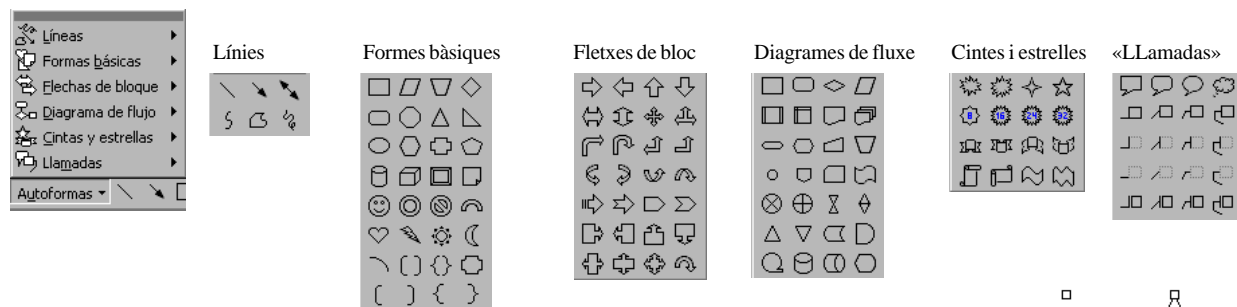 Líneas
Formas básicas
Flechas de bloque
Diagrama de flujo
Cintas y estrellas
Llamadas
Autoformas
Línies
Formes bàsiques
Fletxes de bloc
Diagrames de fluxe
Cintes i estrelles
8 16 24 32
«LLamadas»